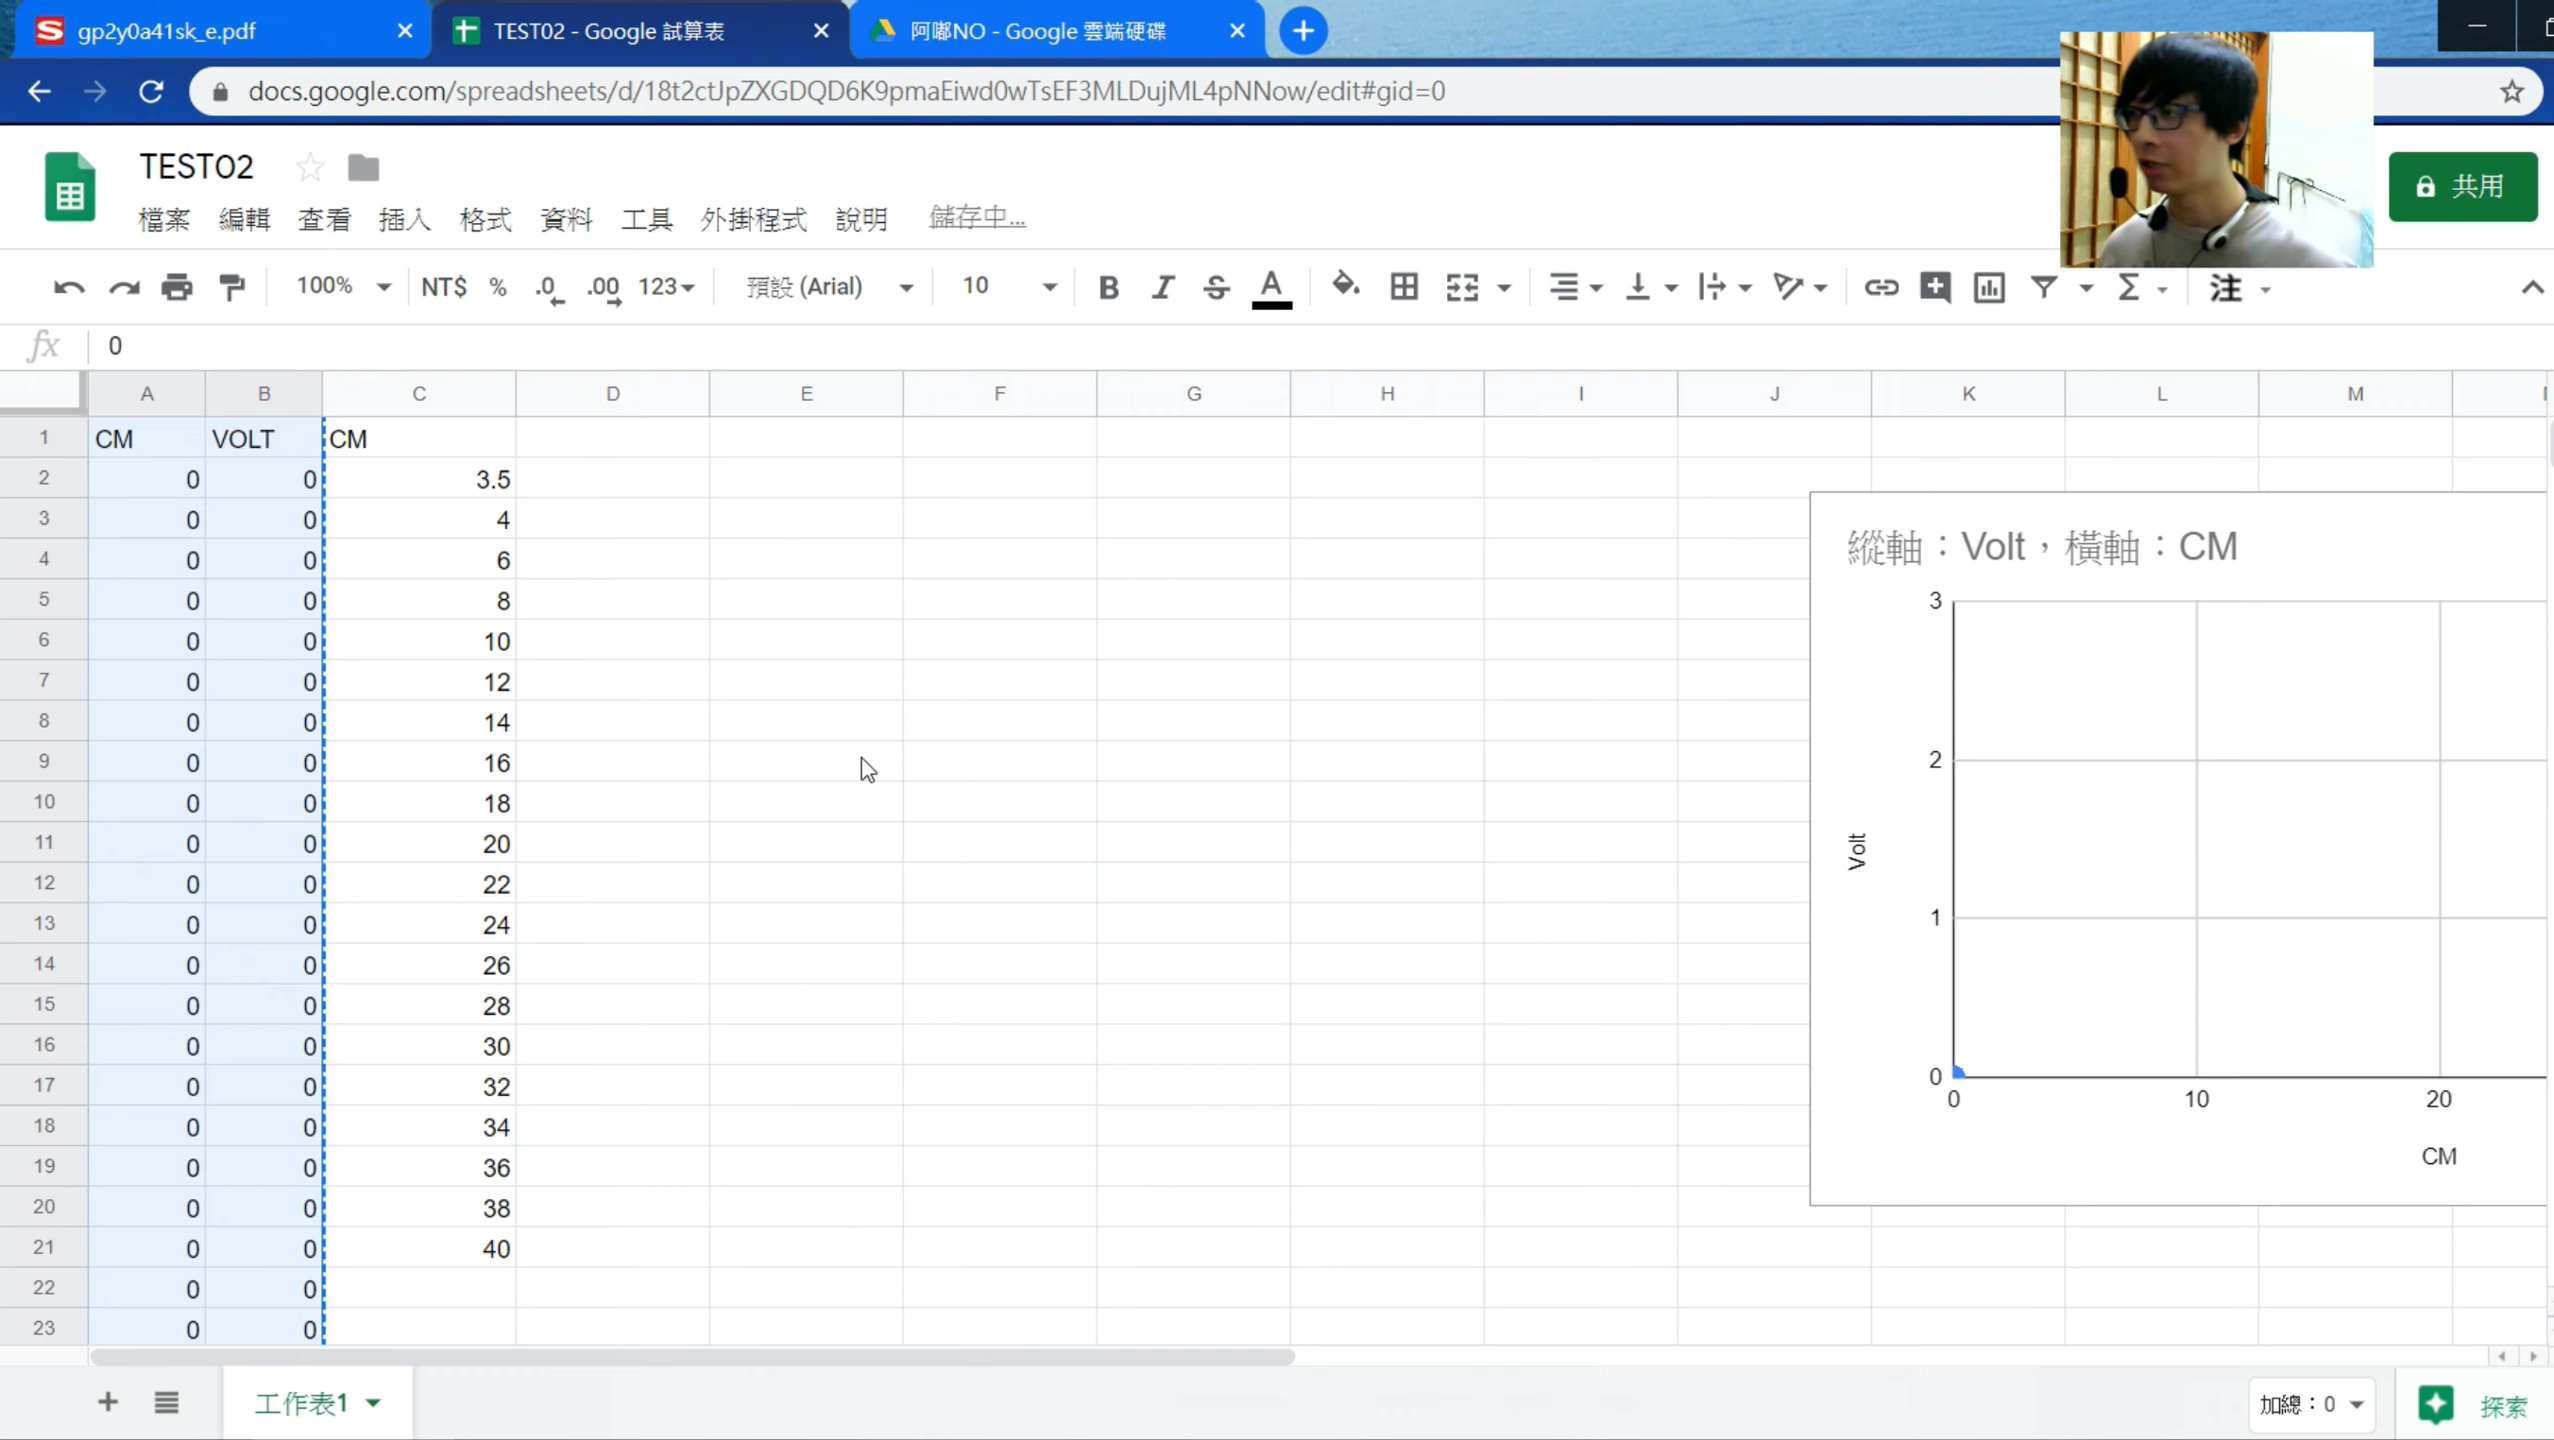 gp2y0a41sk_e.pdf
TEST02 - Google 試算表
阿嘟NO - Google 雲端硬碟
docs.google.com/spreadsheets/d/18t2ctJpZXGDQD6K9pmaEiwd0wTsEF3MLDujML4pNNow/edit#gid=0
TEST02
檔案 編輯 查看 插入 格式 資料 工具 外掛程式 說明 儲存中...
共用
100% NT$ % .0 .00 123 預設 (Arial) 10 B I S A Σ 注
fx 0
A B C D E F G H I J K L M
1 CM VOLT CM
2 0 0 3.5
3 0 0 4
4 0 0 6
5 0 0 8
6 0 0 10
7 0 0 12
8 0 0 14
9 0 0 16
10 0 0 18
11 0 0 20
12 0 0 22
13 0 0 24
14 0 0 26
15 0 0 28
16 0 0 30
17 0 0 32
18 0 0 34
19 0 0 36
20 0 0 38
21 0 0 40
22 0 0
23 0 0
縱軸：Volt，橫軸：CM
3
2
1
0
Volt
0 10 20
CM
工作表1
加總：0
探索